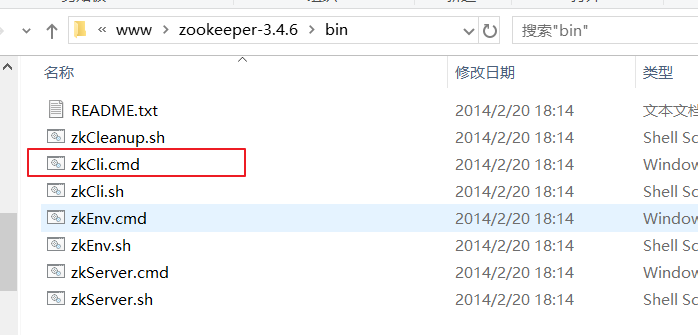 « www > zookeeper-3.4.6 > bin
搜索"bin"
名称 修改日期 类型
README.txt 2014/2/20 18:14 文本文档
zkCleanup.sh 2014/2/20 18:14 Shell Sc
zkCli.cmd 2014/2/20 18:14 Window
zkCli.sh 2014/2/20 18:14 Shell Sc
zkEnv.cmd 2014/2/20 18:14 Window
zkEnv.sh 2014/2/20 18:14 Shell Sc
zkServer.cmd 2014/2/20 18:14 Window
zkServer.sh 2014/2/20 18:14 Shell Sc